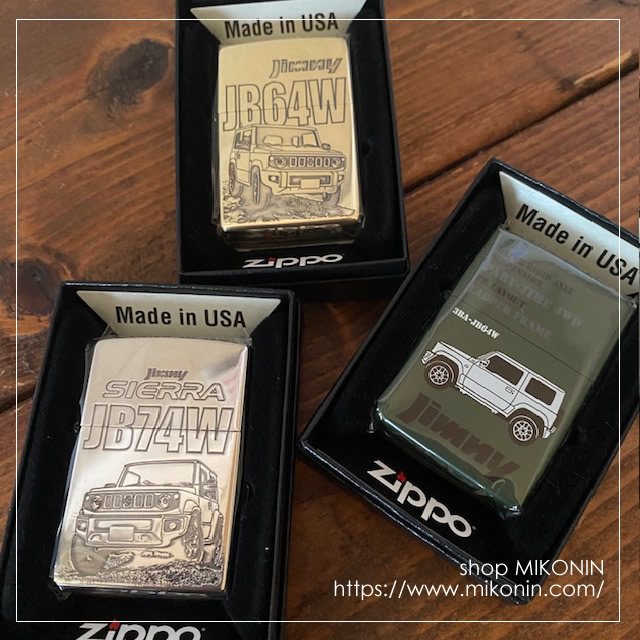 Made in USA
Jimny
JB64W
zippo
Made in USA
3BA-JB64W
Jimny
zippo
Made in USA
Jimny
SIERRA
JB74W
zippo
shop MIKONIN
https://www.mikonin.com/